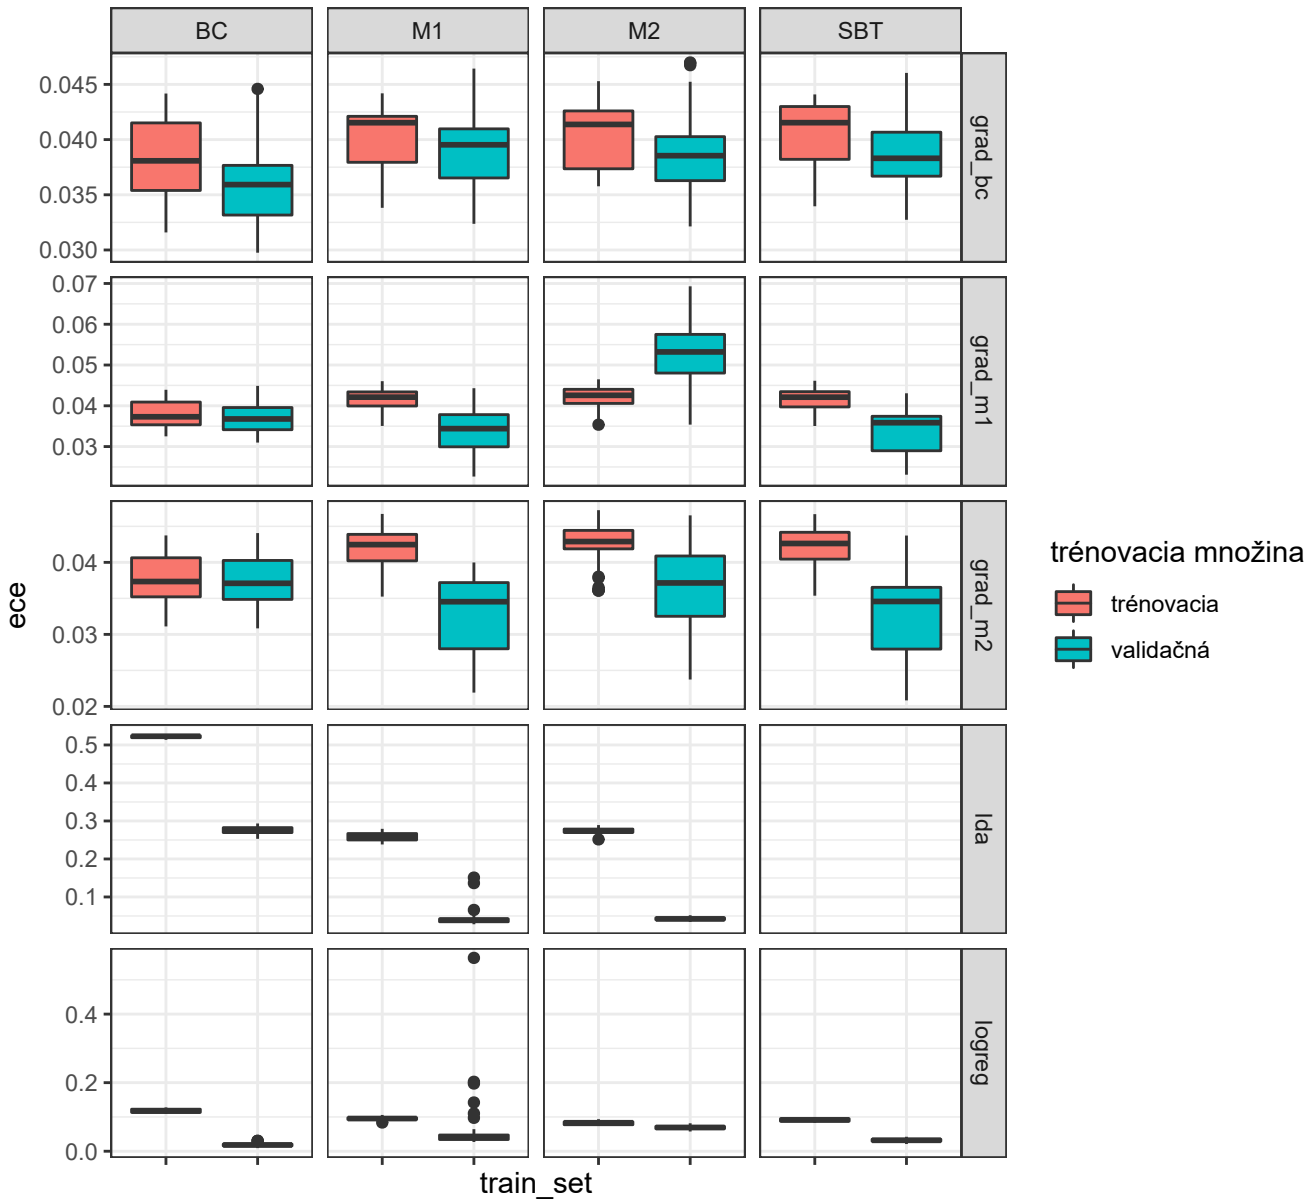 BC M1 M2 SBT
0.045
0.040
0.035
0.030
grad_bc
0.07
0.06
0.05
0.04
0.03
grad_m1
0.04
0.03
0.02
grad_m2
0.5
0.4
0.3
0.2
0.1
lda
0.4
0.2
0.0
logreg
ece
train_set
trénovacia množina
trénovacia
validačná